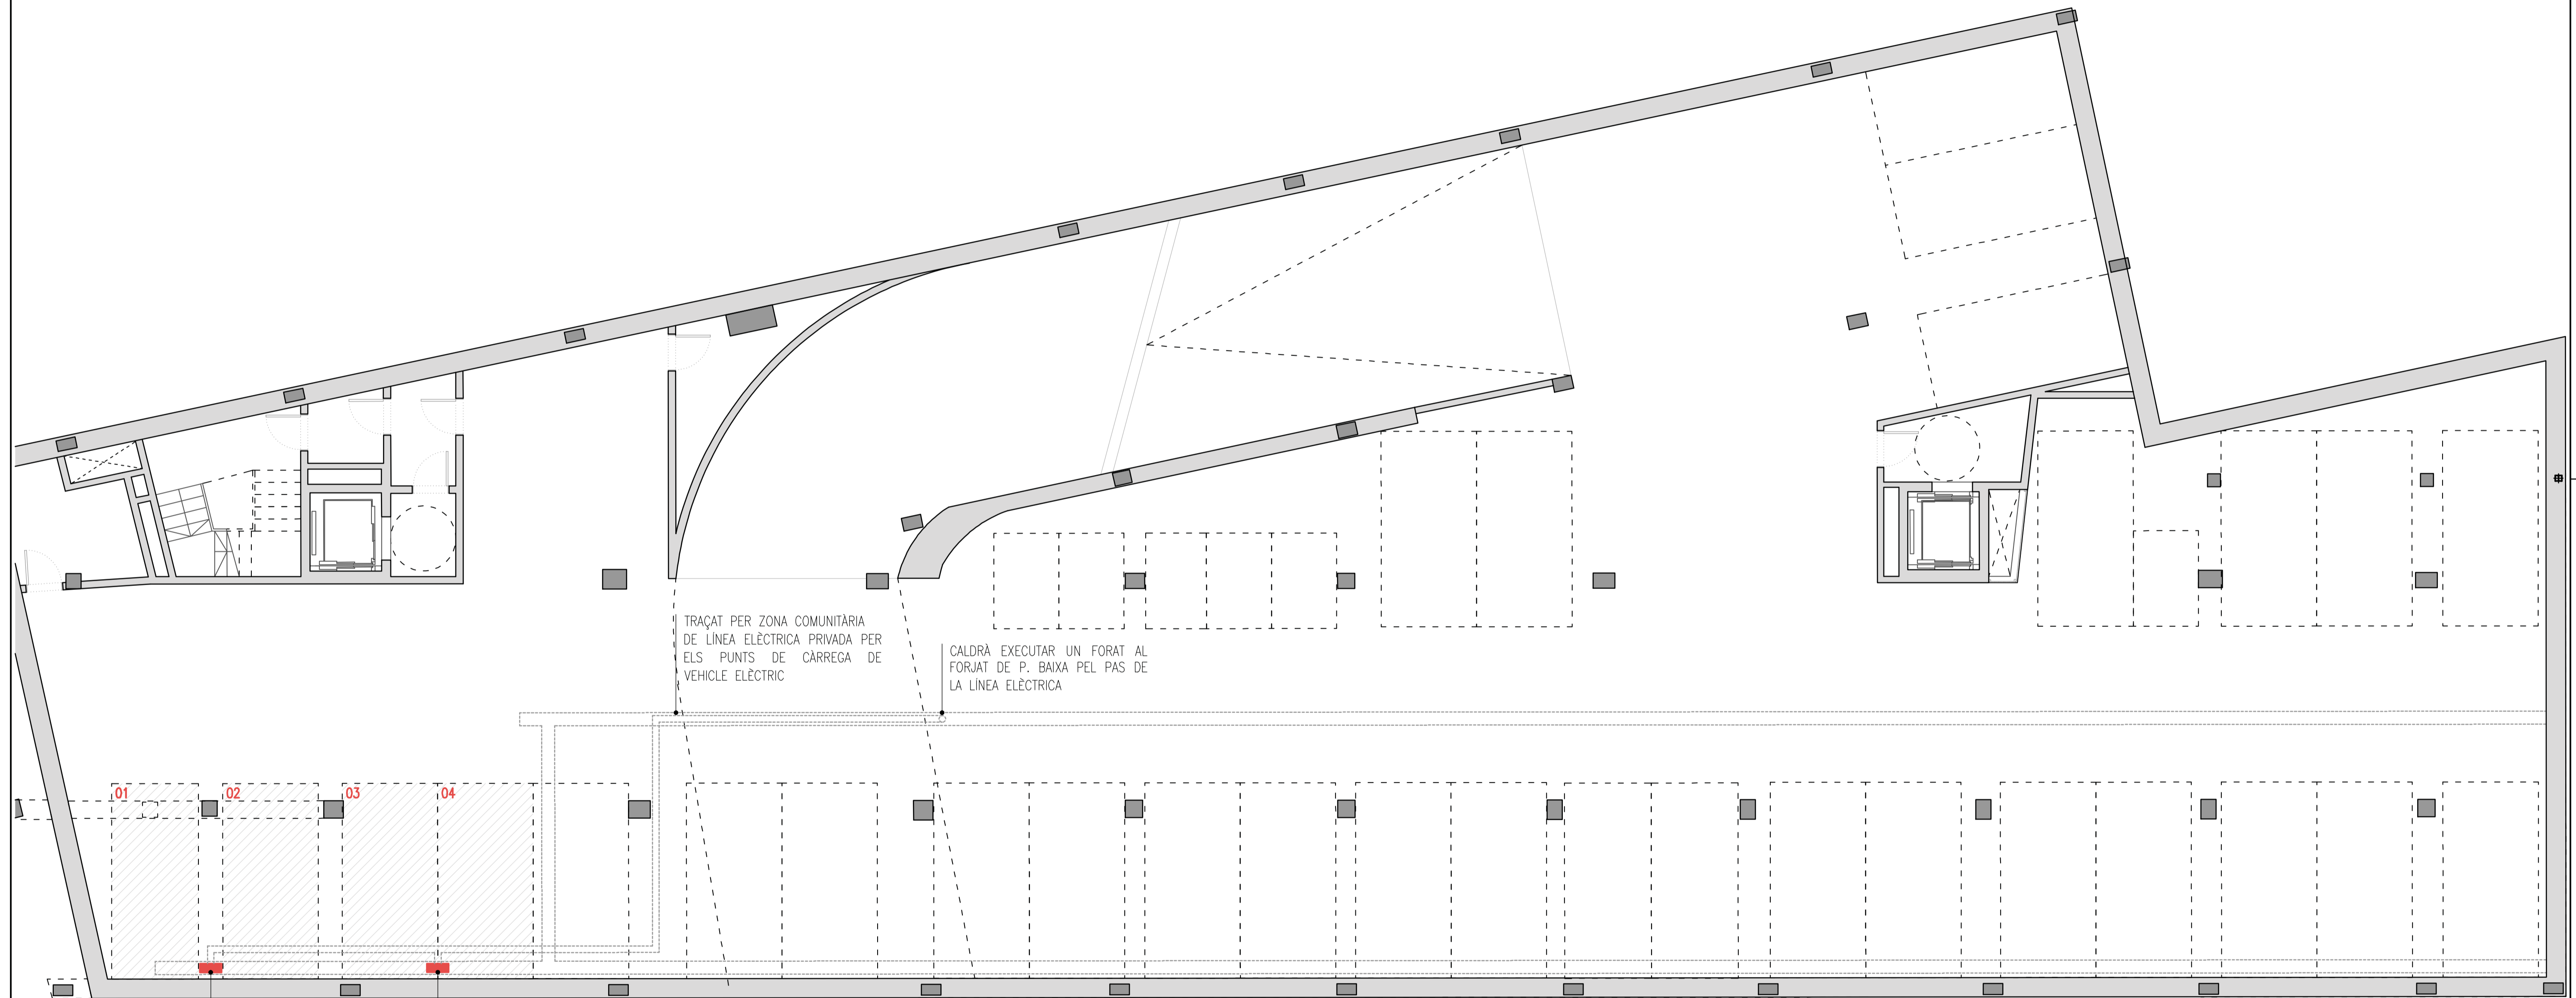 TRAÇAT PER ZONA COMUNITÀRIA
DE LÍNEA ELÈCTRICA PRIVADA PER
ELS PUNTS DE CÀRREGA DE
VEHICLE ELÈCTRIC
CALDRÀ EXECUTAR UN FORAT AL
FORJAT DE P. BAIXA PEL PAS DE
LA LÍNEA ELÈCTRICA
01
02
03
04